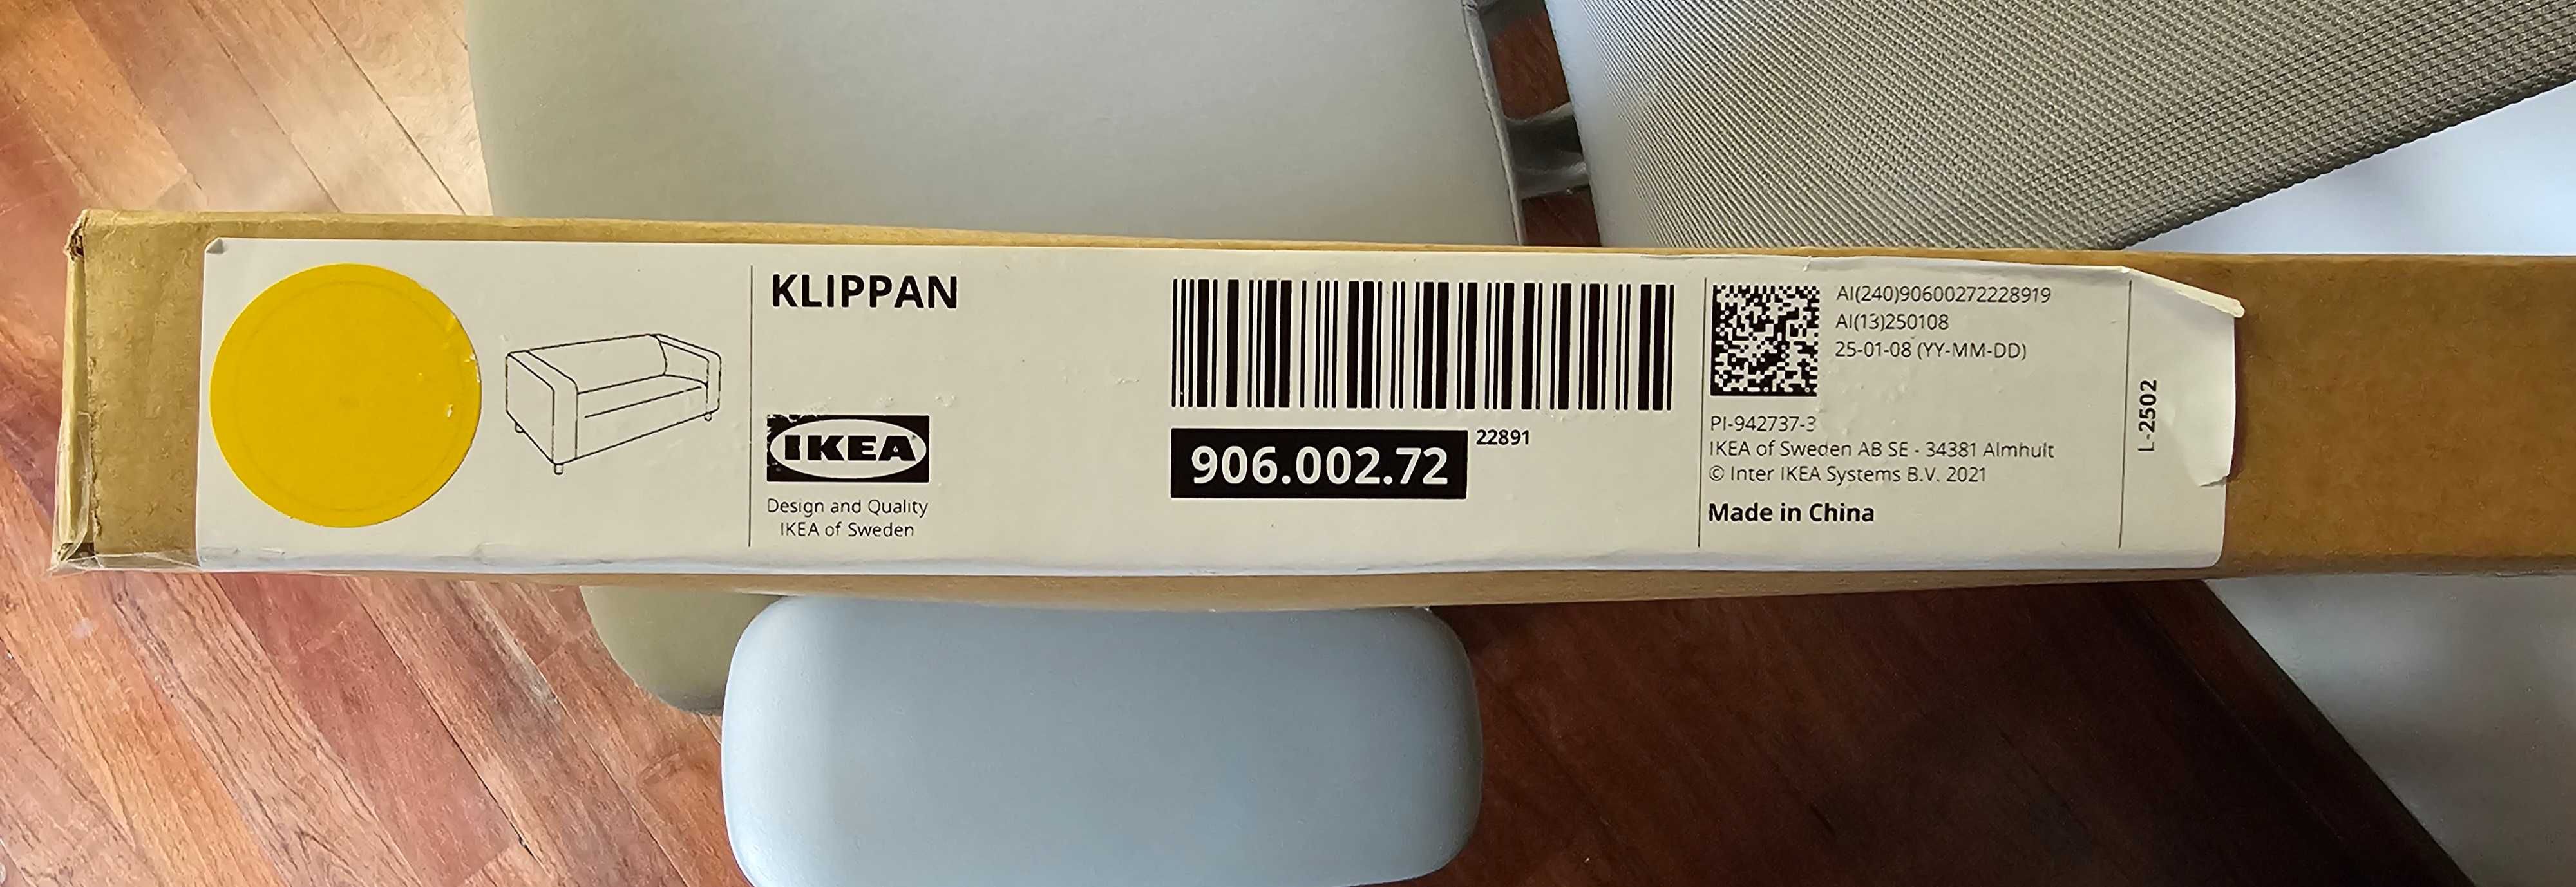 KLIPPAN
IKEA
Design and Quality
IKEA of Sweden
906.002.72
22891
AI(240)90600272228919
AI(13)250108
25-01-08 (YY-MM-DD)
PI-942737-3
IKEA of Sweden AB SE - 34381 Älmhult
© Inter IKEA Systems B.V. 2021
Made in China
L-2502